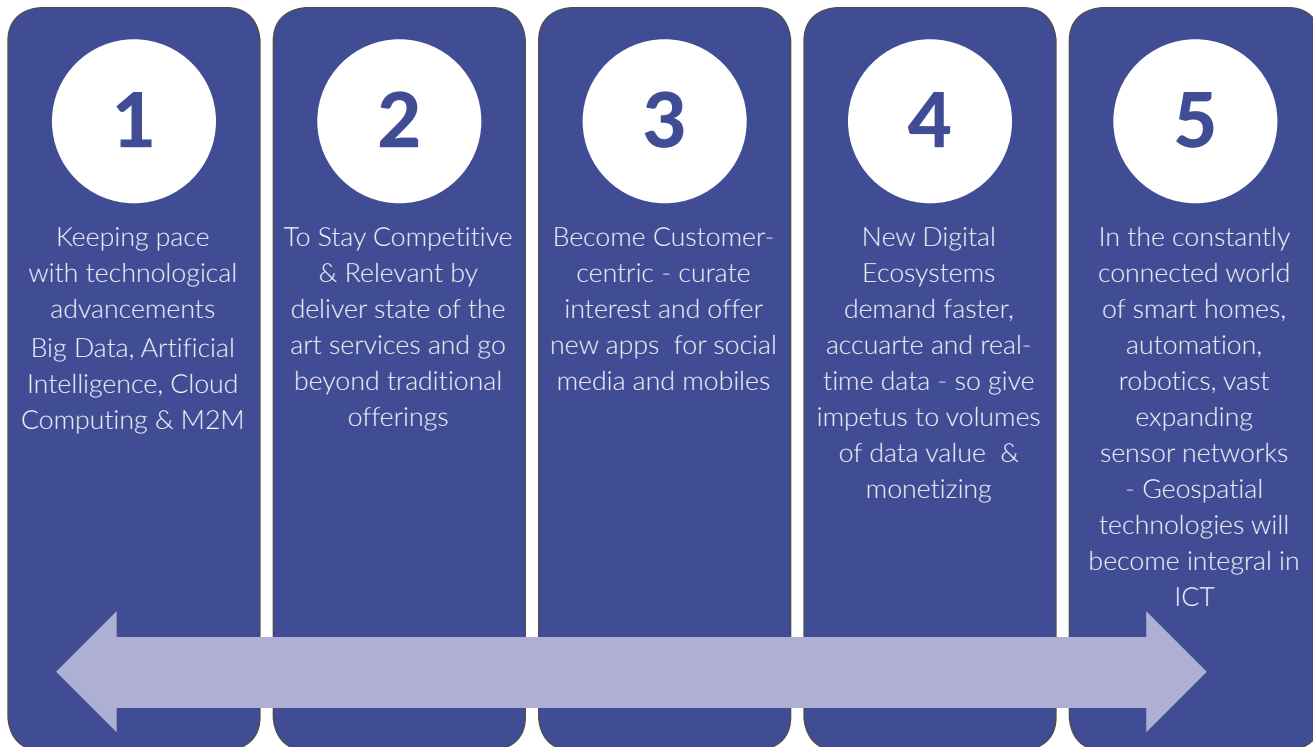 1
Keeping pace
with technological
advancements
Big Data, Artificial
Intelligence, Cloud
Computing & M2M
2
To Stay Competitive
& Relevant by
deliver state of the
art services and go
beyond traditional
offerings
3
Become Customer-
centric - curate
interest and offer
new apps for social
media and mobiles
4
New Digital
Ecosystems
demand faster,
accuarte and real-
time data - so give
impetus to volumes
of data value &
monetizing
5
In the constantly
connected world
of smart homes,
automation,
robotics, vast
expanding
sensor networks
- Geospatial
technologies will
become integral in
ICT